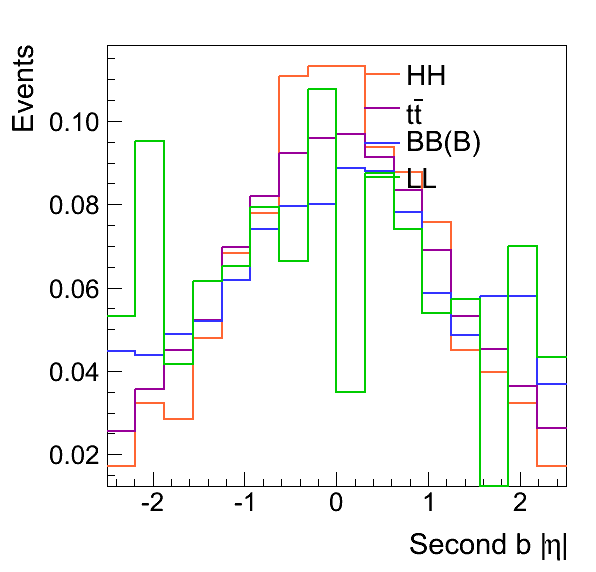 Events
HH
tt̄
BB(B)
LL
0.10
0.08
0.06
0.04
0.02
-2 -1 0 1 2
Second b |η|